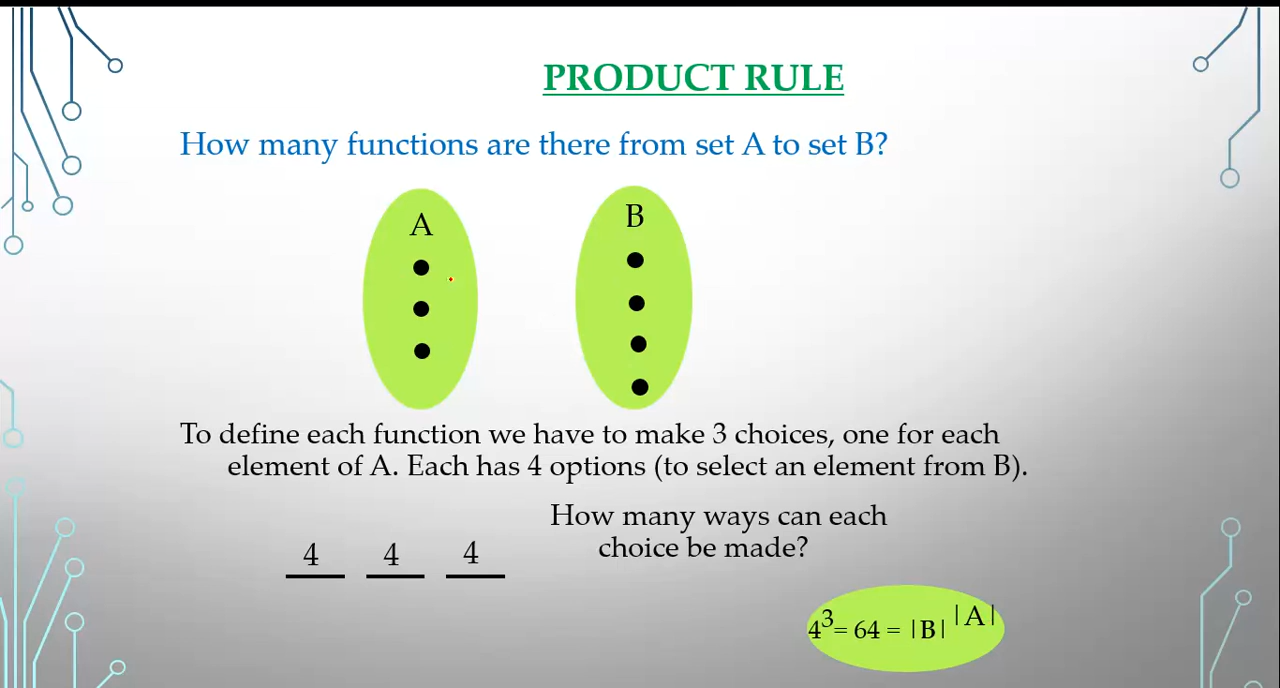 PRODUCT RULE
How many functions are there from set A to set B?
A
B
To define each function we have to make 3 choices, one for each
element of A. Each has 4 options (to select an element from B).
How many ways can each
choice be made?
4 4 4
4³= 64 = |B| |A|